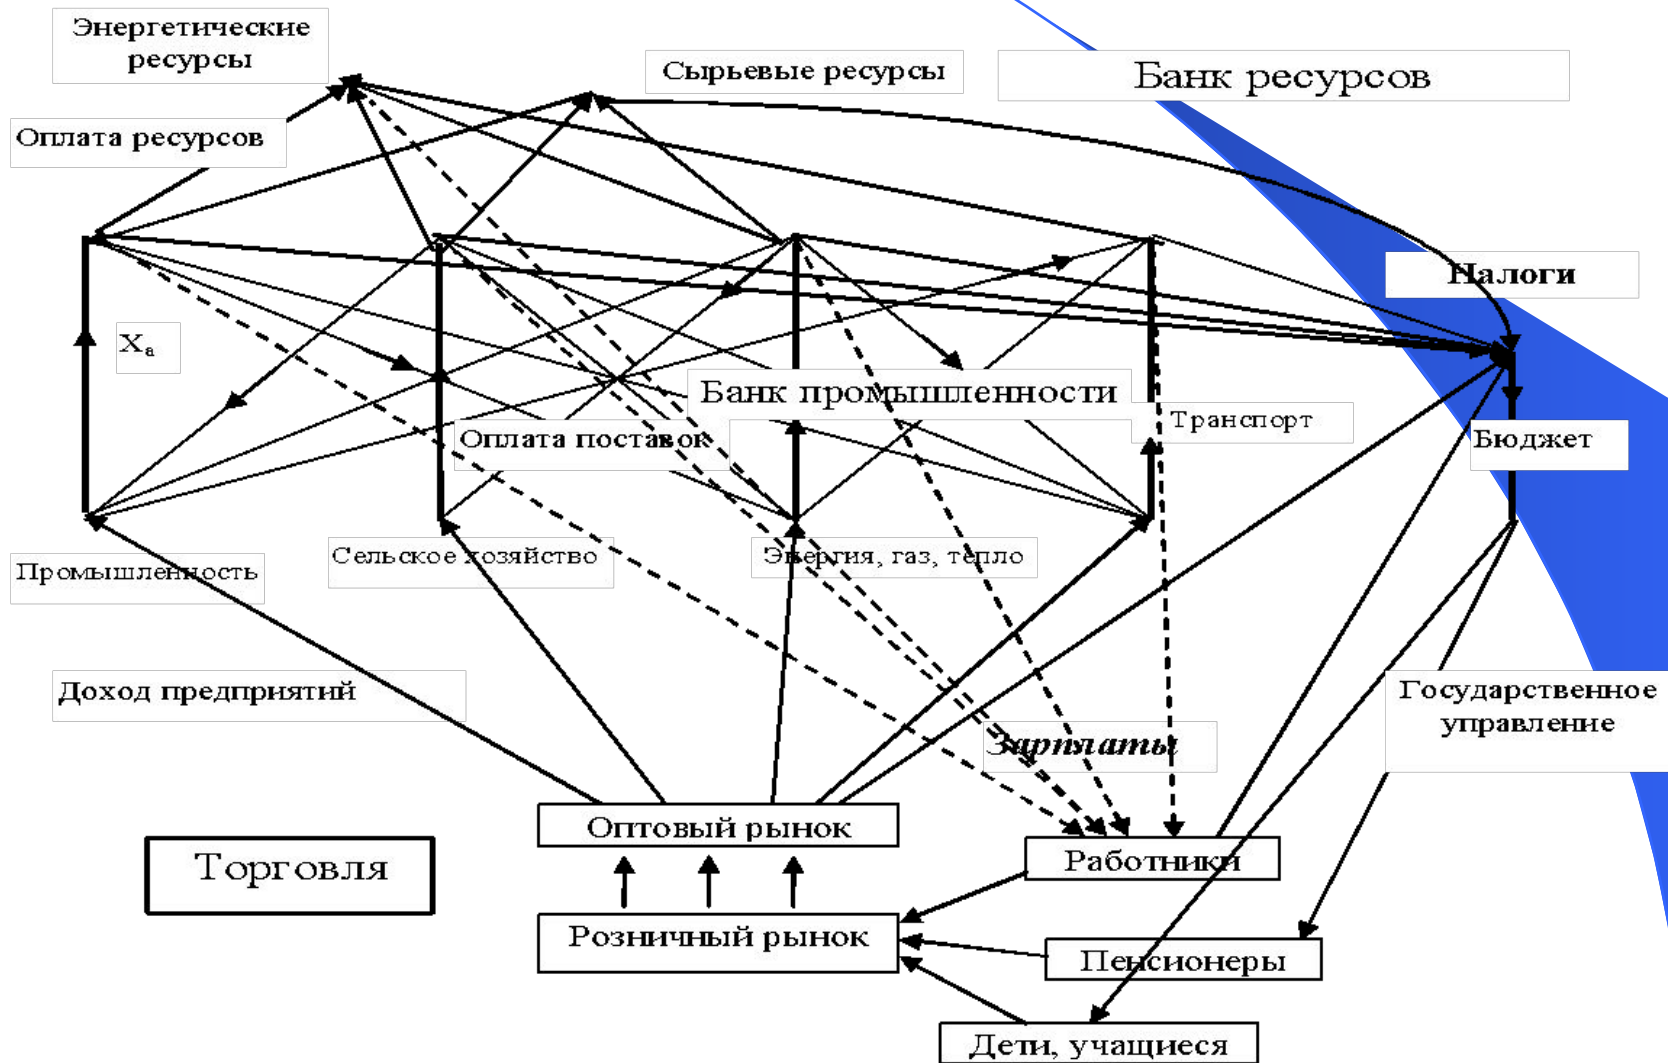 Энергетические
ресурсы
Сырьевые ресурсы
Банк ресурсов
Оплата ресурсов
Налоги
Xₐ
Банк промышленности
Транспорт
Оплата поставок
Бюджет
Промышленность
Сельское хозяйство
Энергия, газ, тепло
Доход предприятий
Государственное
управление
Зарплаты
Оптовый рынок
Торговля
Работники
Розничный рынок
Пенсионеры
Дети, учащиеся